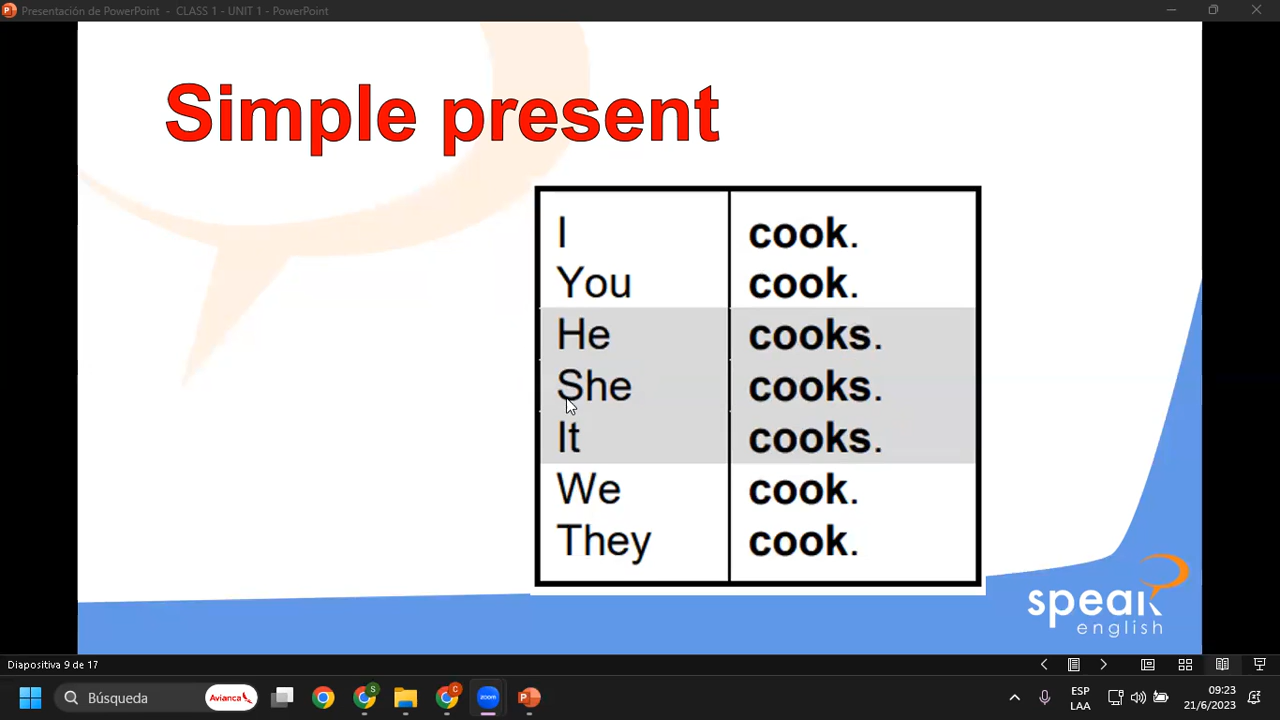 Presentación de PowerPoint - CLASS 1 - UNIT 1 - PowerPoint
Simple present
I cook.
You cook.
He cooks.
She cooks.
It cooks.
We cook.
They cook.
speak
english
Diapositiva 9 de 17
Búsqueda
Avianca
S
C
zoom
ESP
LAA
09:23
21/6/2023